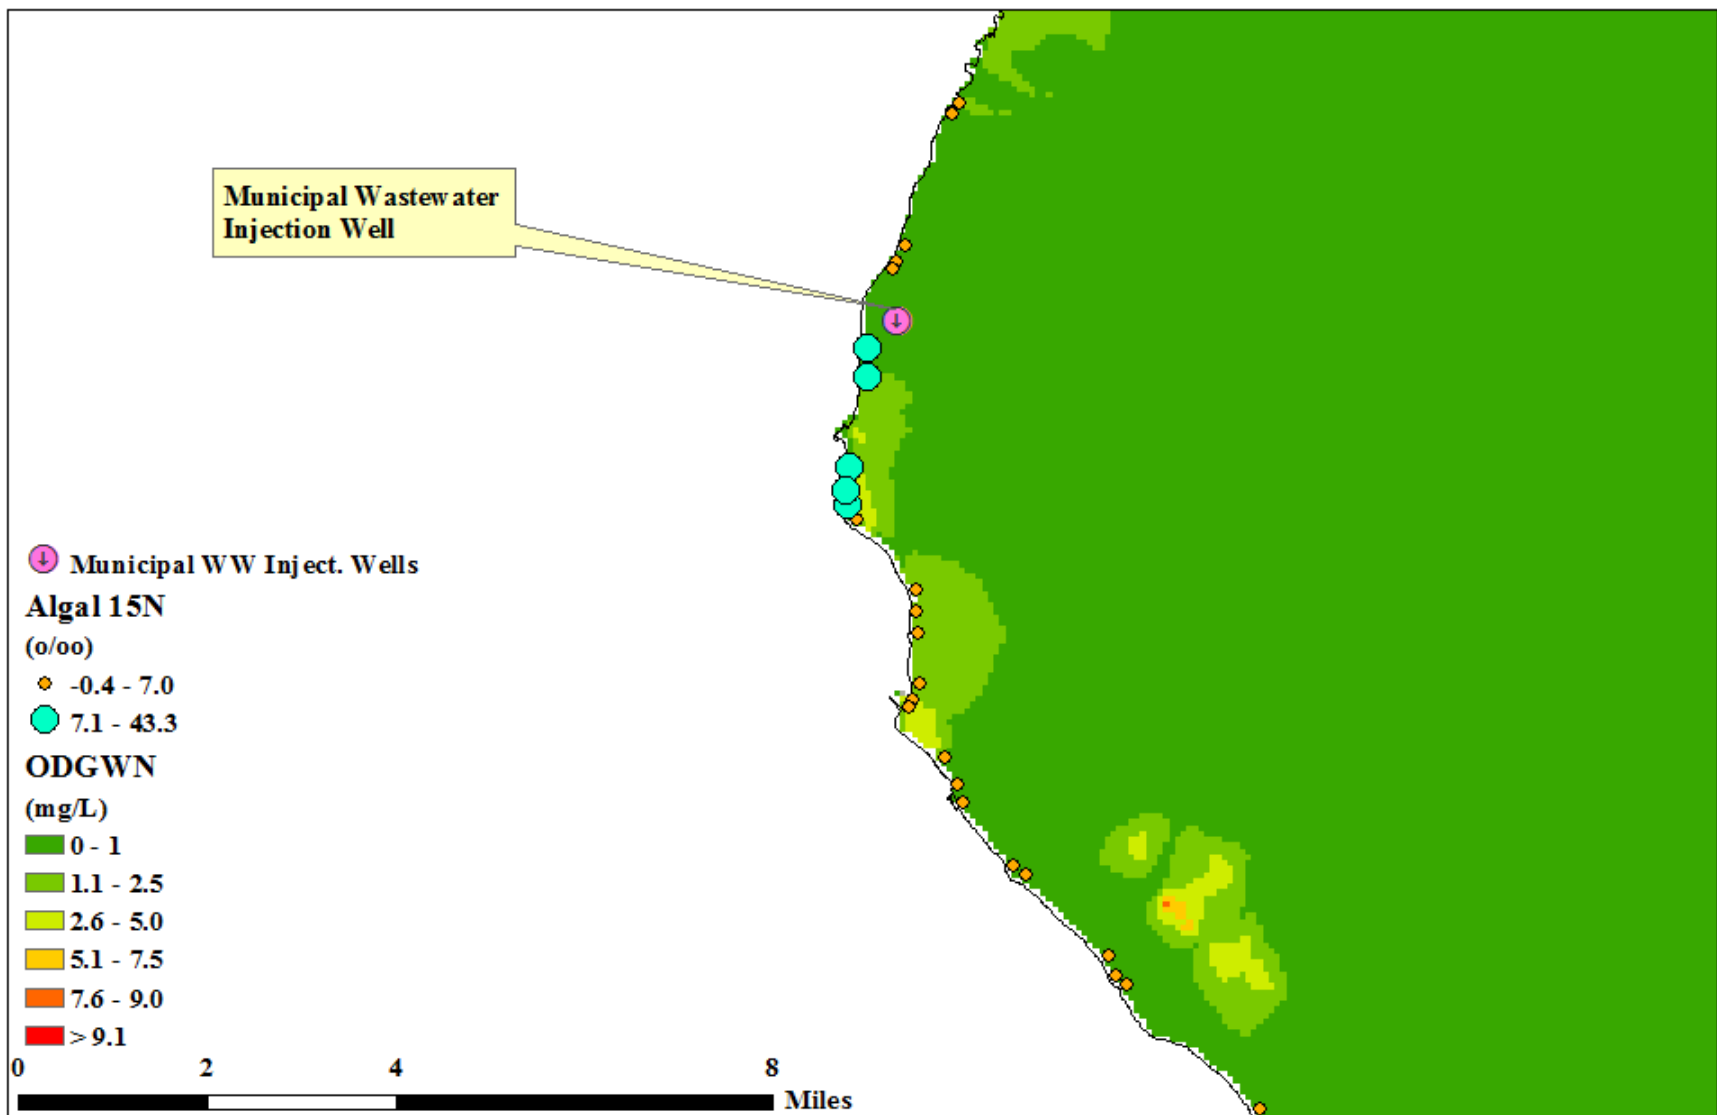 Municipal Wastewater
Injection Well
Municipal WW Inject. Wells
Algal 15N
(o/oo)
-0.4 - 7.0
7.1 - 43.3
ODGWN
(mg/L)
0 - 1
1.1 - 2.5
2.6 - 5.0
5.1 - 7.5
7.6 - 9.0
> 9.1
0 2 4 8
Miles